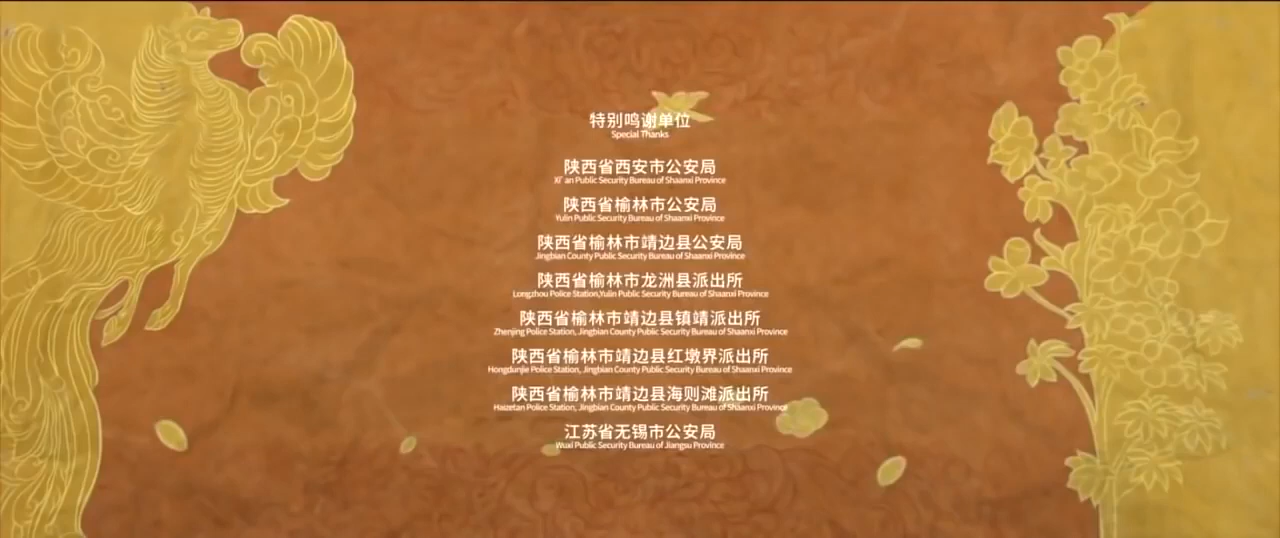 特别鸣谢单位
Special Thanks
陕西省西安市公安局
Xi' an Public Security Bureau of Shaanxi Province
陕西省榆林市公安局
Yulin Public Security Bureau of Shaanxi Province
陕西省榆林市靖边县公安局
Jingbian County Public Security Bureau of Shaanxi Province
陕西省榆林市龙洲县派出所
Longzhou Police Station,Yulin Public Security Bureau of Shaanxi Province
陕西省榆林市靖边县镇靖派出所
Zhenjing Police Station, Jingbian County Public Security Bureau of Shaanxi Province
陕西省榆林市靖边县红墩界派出所
Hongdunjie Police Station, Jingbian County Public Security Bureau of Shaanxi Province
陕西省榆林市靖边县海则滩派出所
Haizetan Police Station, Jingbian County Public Security Bureau of Shaanxi Province
江苏省无锡市公安局
Wuxi Public Security Bureau of Jiangsu Province